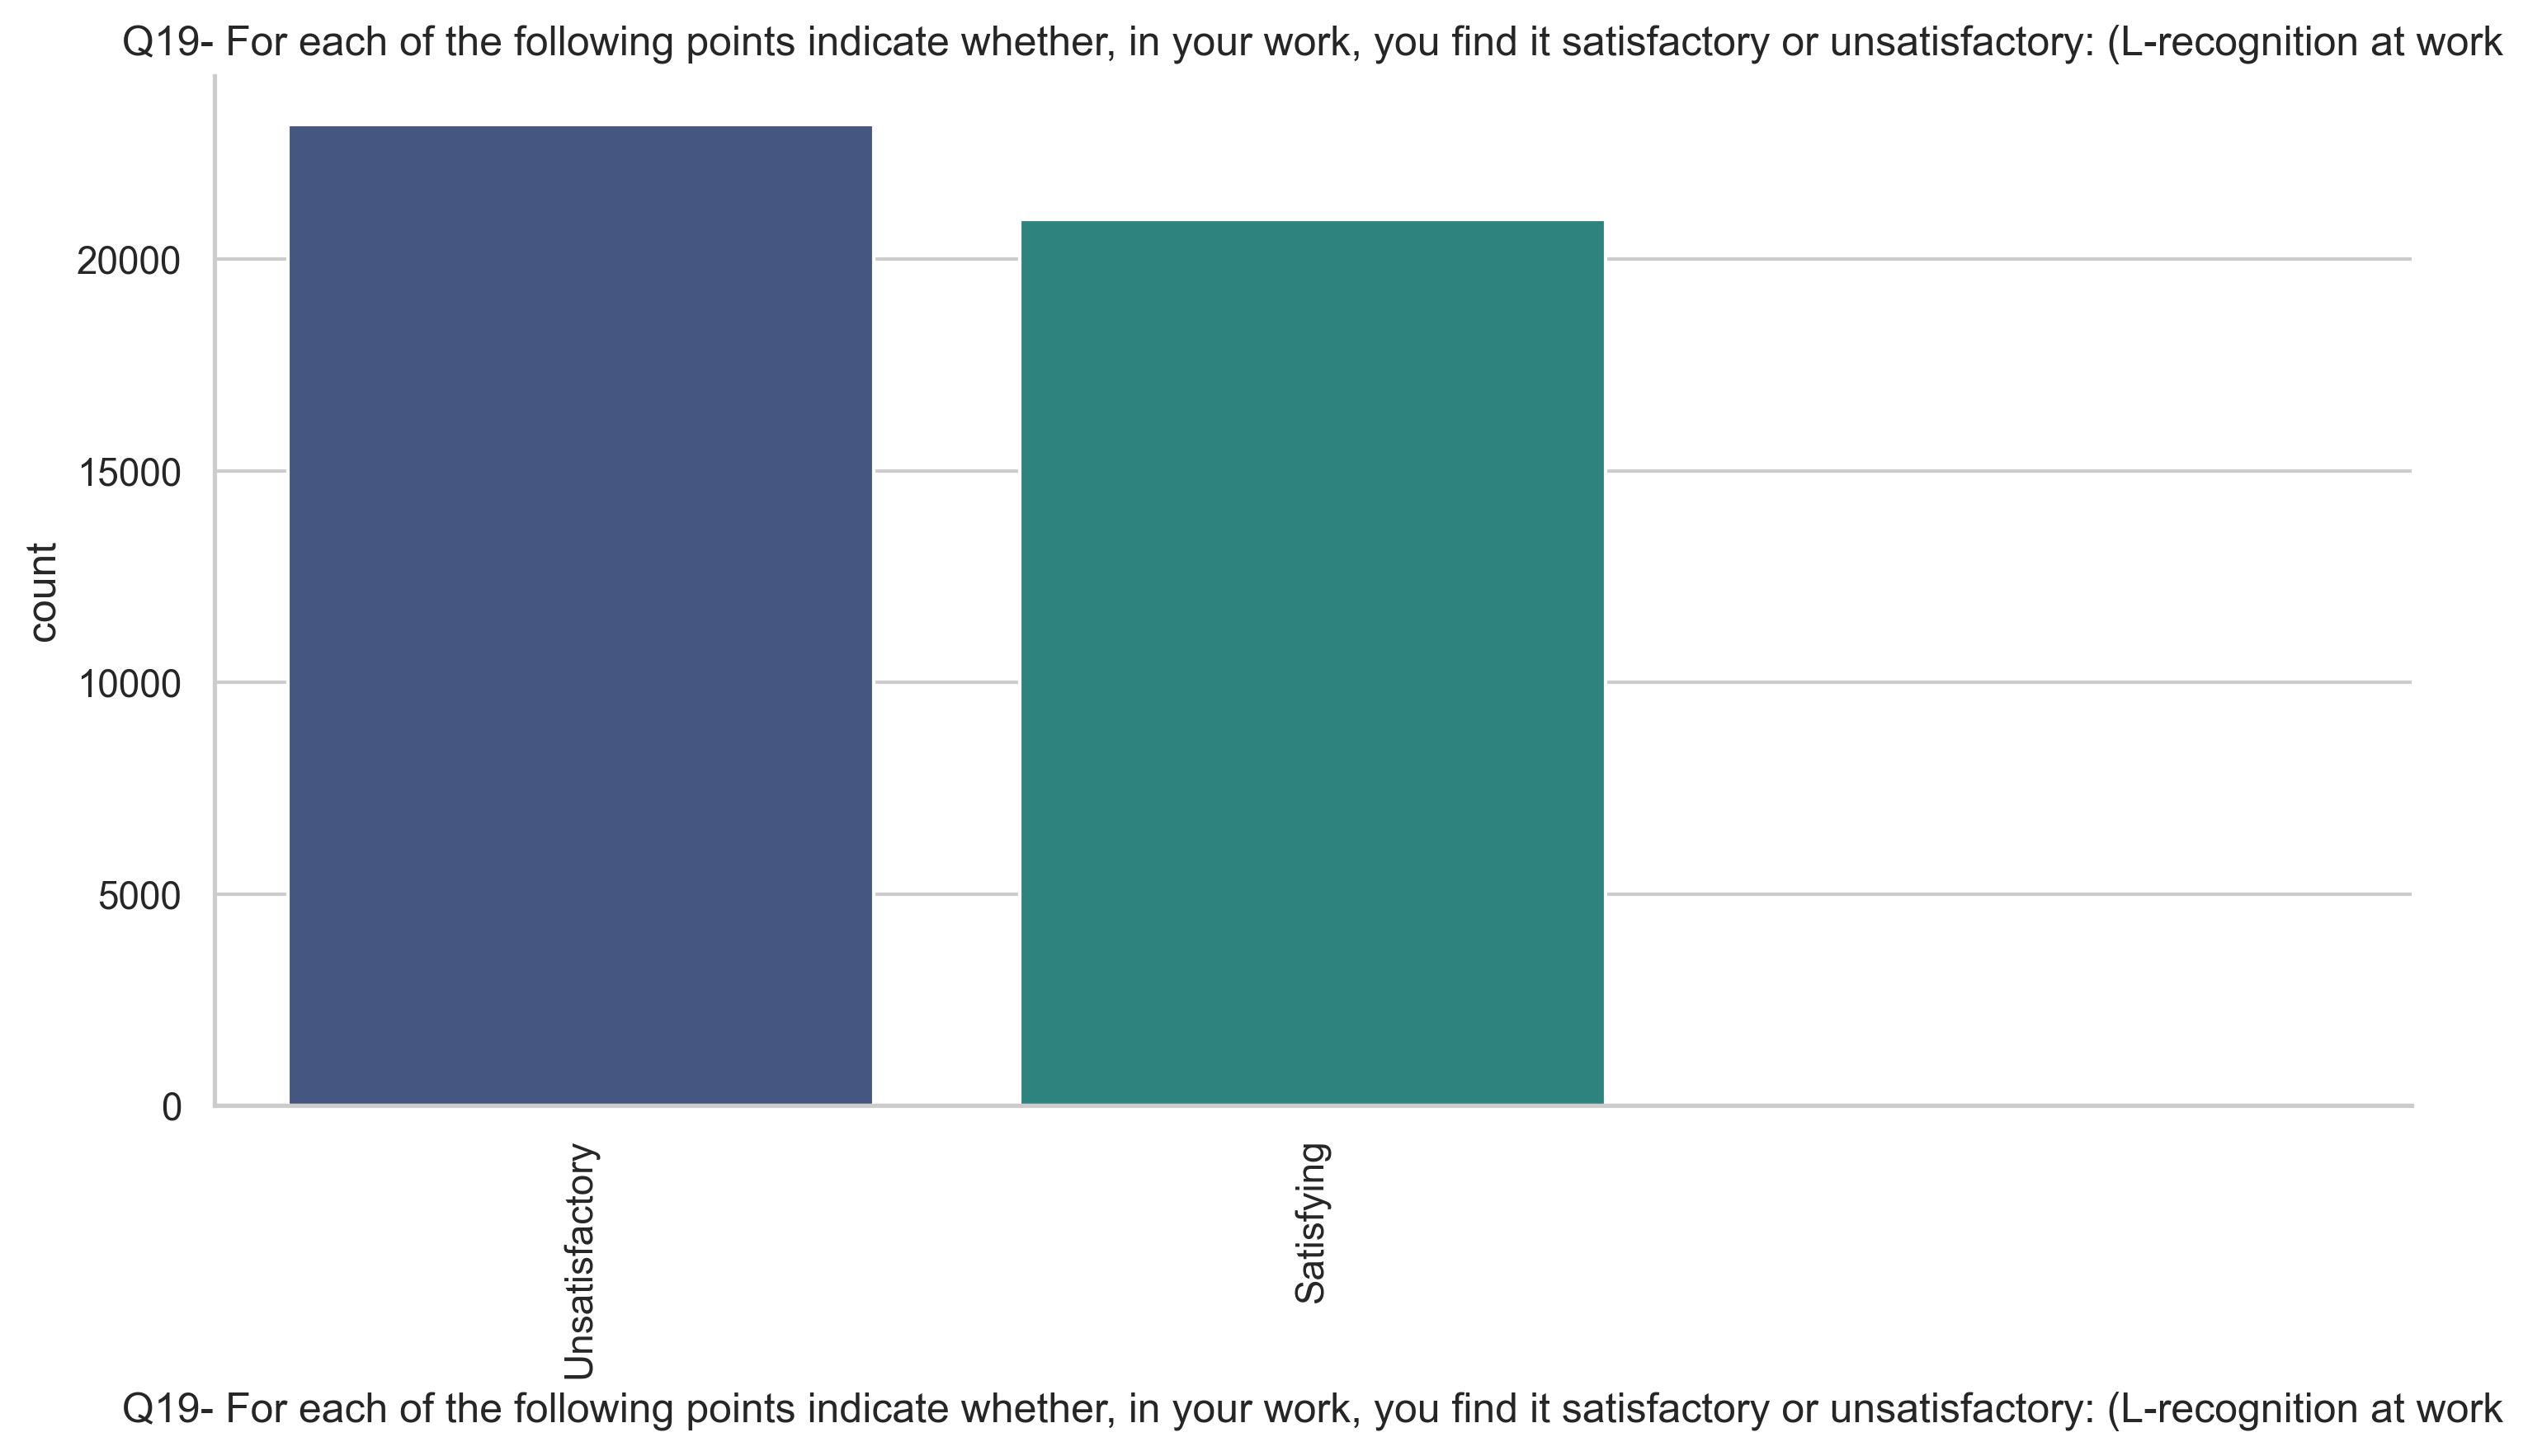 Q19- For each of the following points indicate whether, in your work, you find it satisfactory or unsatisfactory: (L-recognition at work
20000
15000
10000
5000
0
count
Unsatisfactory
Satisfying
Q19- For each of the following points indicate whether, in your work, you find it satisfactory or unsatisfactory: (L-recognition at work